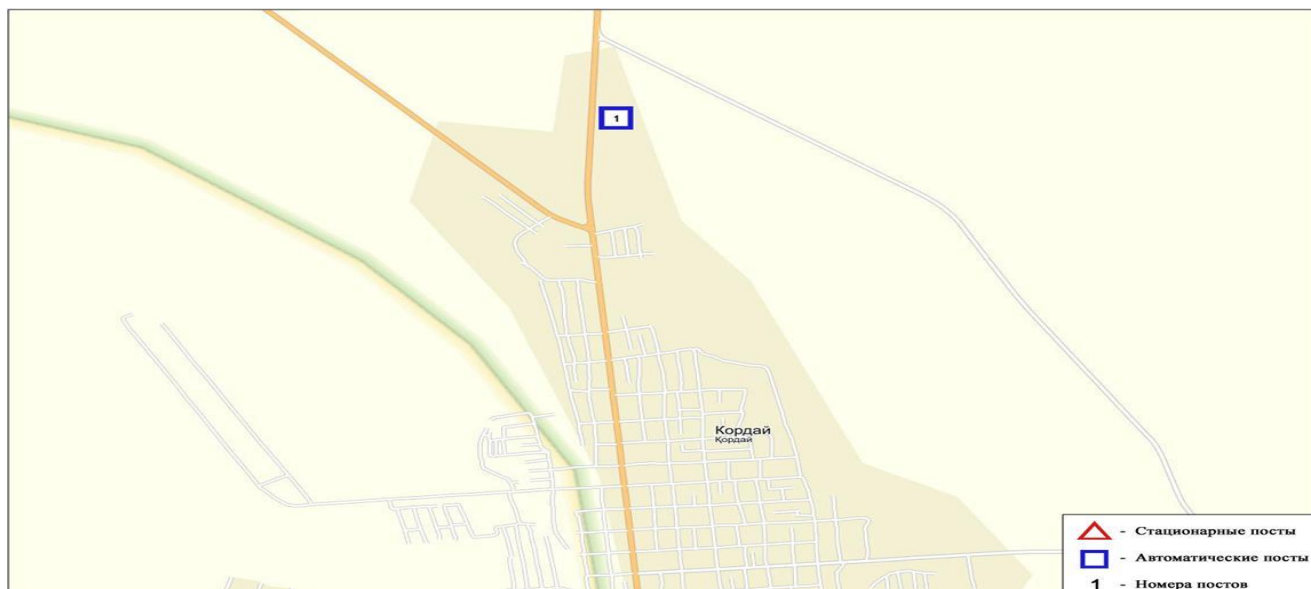 1
Кордай
Қордай
- Стационарные посты
- Автоматические посты
1 - Номера постов